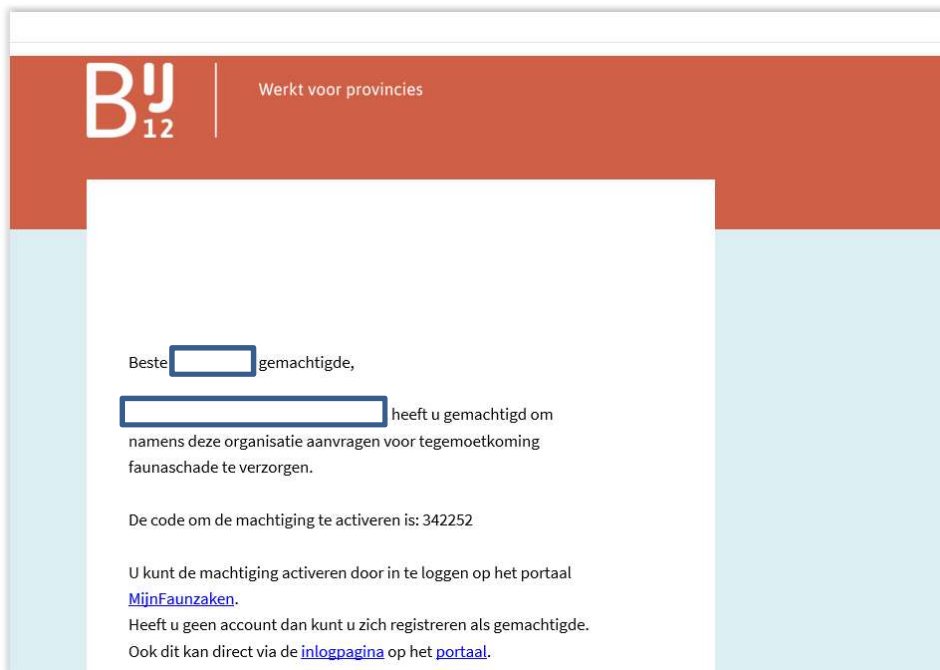 BIJ
12
Werkt voor provincies
Beste gemachtigde,
heeft u gemachtigd om
namens deze organisatie aanvragen voor tegemoetkoming
faunaschade te verzorgen.
De code om de machtiging te activeren is: 342252
U kunt de machtiging activeren door in te loggen op het portaal
MijnFaunzaken.
Heeft u geen account dan kunt u zich registreren als gemachtigde.
Ook dit kan direct via de inlogpagina op het portaal.